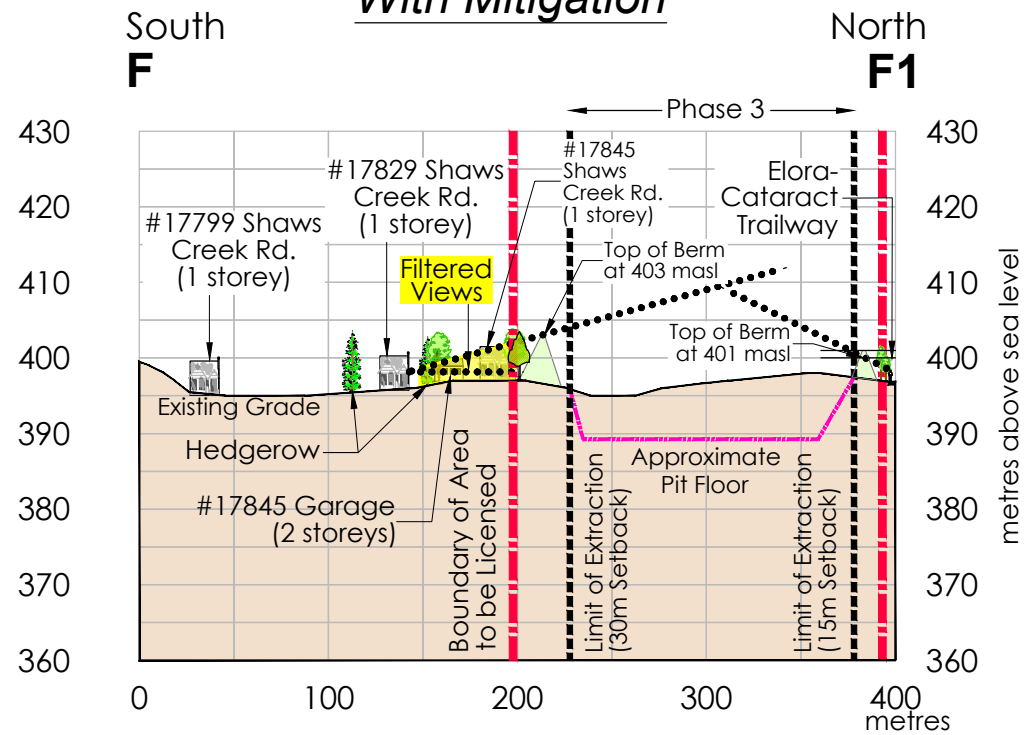 With Mitigation
South
North
F
F1
Phase 3
430
430
#17845
Shaws
Creek Rd.
(1 storey)
#17829 Shaws
Creek Rd.
(1 storey)
Elora-
Cataract
Trailway
420
420
#17799 Shaws
Creek Rd.
(1 storey)
Filtered
Views
Top of Berm
at 403 masl
410
410
Top of Berm
at 401 masl
400
400
Existing Grade
390
390
Hedgerow
Approximate
Pit Floor
#17845 Garage
(2 storeys)
380
380
Boundary of Area
to be Licensed
Limit of Extraction
(30m Setback)
Limit of Extraction
(15m Setback)
370
370
360
360
metres above sea level
0
100
200
300
400
metres